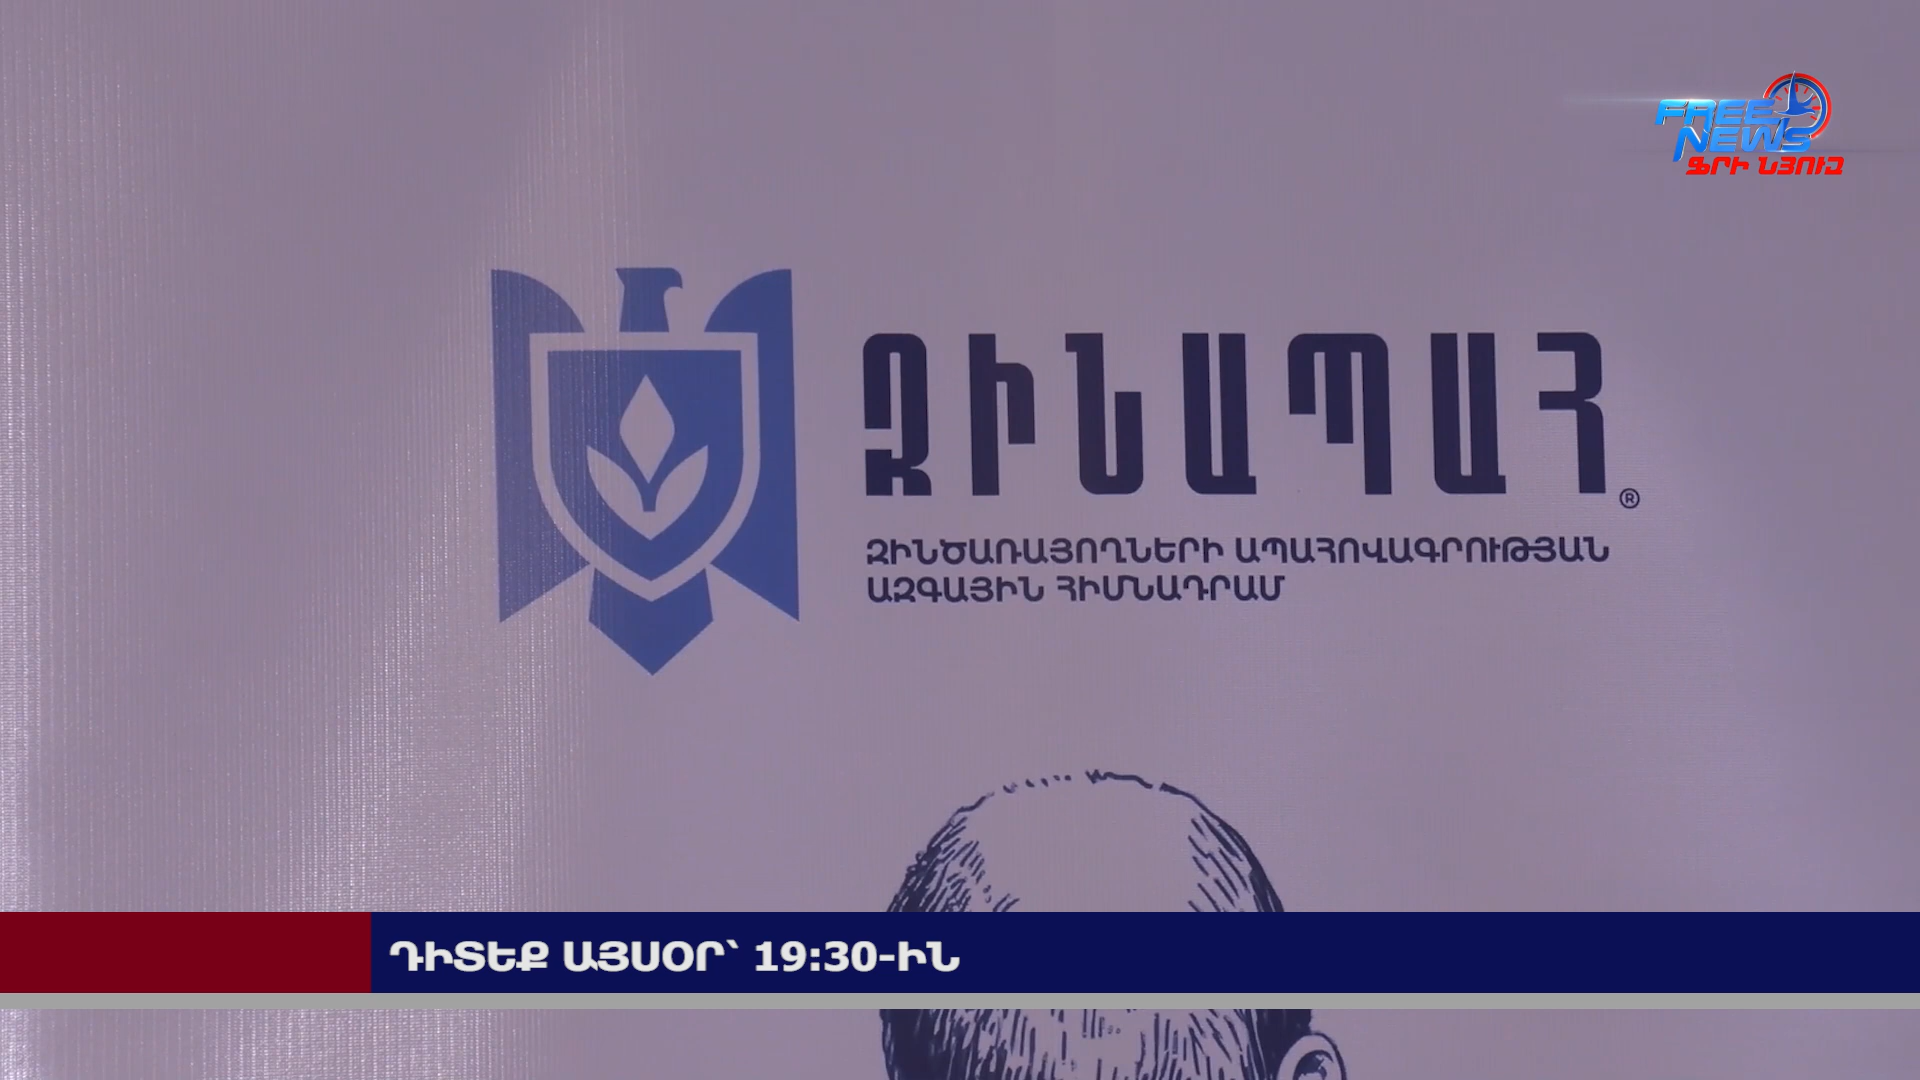 FREE
NEWS
ՖՐԻ ՆՅՈՒԶ
ԶԻՆԱՊԱՀ
®
ԶԻՆԾԱՌԱՅՈՂՆԵՐԻ ԱՊԱՀՈՎԱԳՐՈՒԹՅԱՆ
ԱԶԳԱՅԻՆ ՀԻՄՆԱԴՐԱՄ
ԴԻՏԵՔ ԱՅՍՕՐ՝ 19:30-ԻՆ